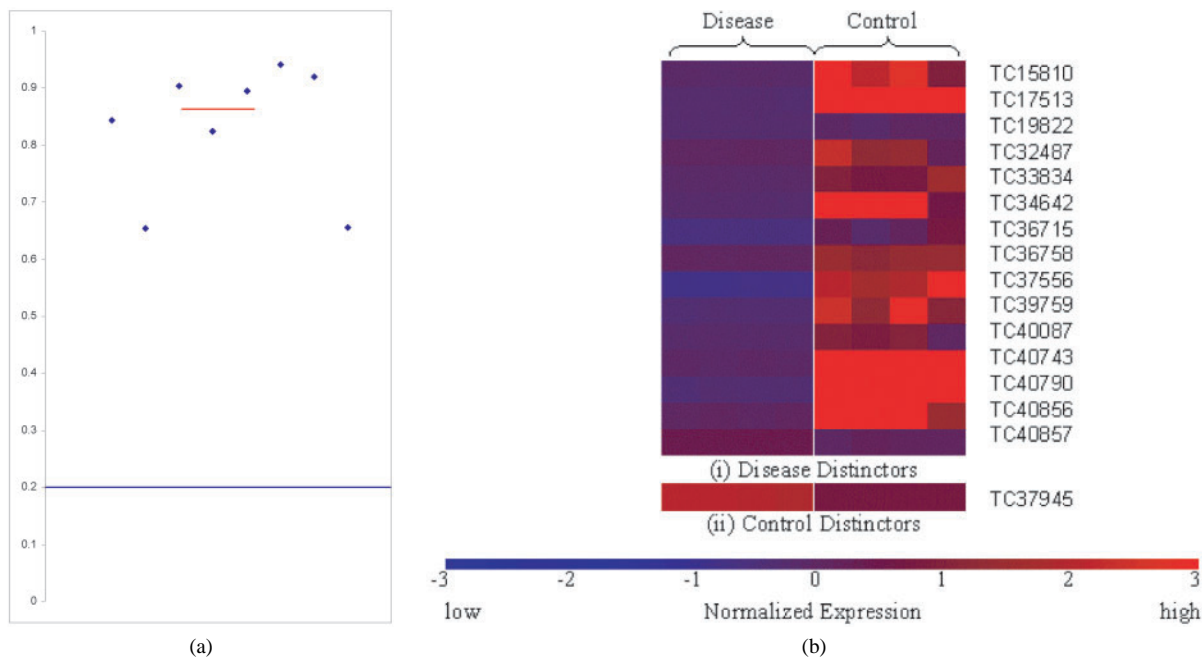 1
0.9
0.8
0.7
0.6
0.5
0.4
0.3
0.2
0.1
0
(a)
Disease Control
TC15810
TC17513
TC19822
TC32487
TC33834
TC34642
TC36715
TC36758
TC37556
TC39759
TC40087
TC40743
TC40790
TC40856
TC40857
(i) Disease Distinctors
TC37945
(ii) Control Distinctors
-3 -2 -1 0 1 2 3
low Normalized Expression high
(b)